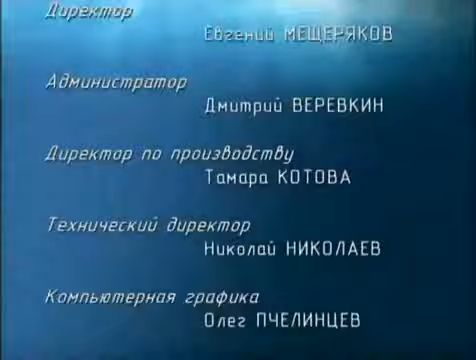 Директор
Евгений МЕЩЕРЯКОВ
Администратор
Дмитрий ВЕРЕВКИН
Директор по производству
Тамара КОТОВА
Технический директор
Николай НИКОЛАЕВ
Компьютерная графика
Олег ПЧЕЛИНЦЕВ